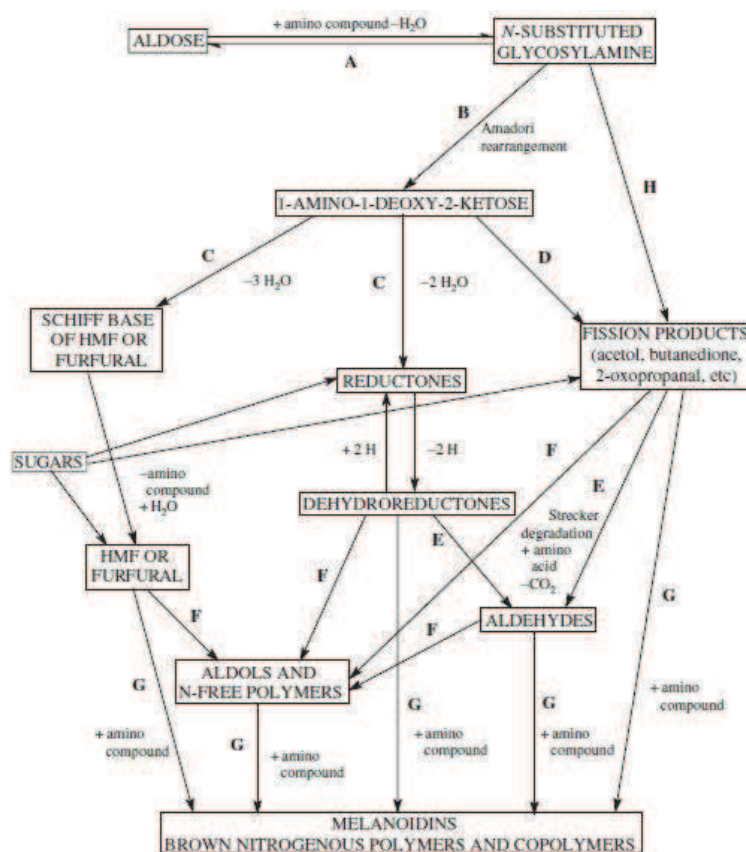 + amino compound–H2O
ALDOSE
N-SUBSTITUTED
GLYCOSYLAMINE
A
B
Amadori
rearrangement
H
1-AMINO-1-DEOXY-2-KETOSE
C
–3 H2O
C
–2 H2O
D
SCHIFF BASE
OF HMF OR
FURFURAL
FISSION PRODUCTS
(acetol, butanedione,
2-oxopropanal, etc)
REDUCTONES
SUGARS
–amino
compound
+ H2O
+ 2 H
–2H
F
E
DEHYDROREDUCTONES
Strecker
degradation
+ amino
acid
–CO2
HMF OR
FURFURAL
F
F
E
G
ALDEHYDES
F
ALDOLS AND
N-FREE POLYMERS
G
+ amino
compound
G
+ amino
compound
G
+ amino
compound
G
+ amino
compound
+ amino
compound
MELANOIDINS
BROWN NITROGENOUS POLYMERS AND COPOLYMERS